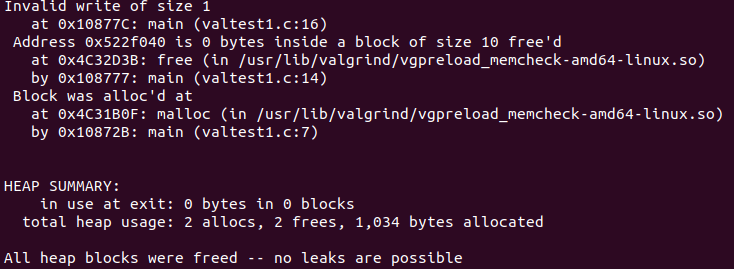 Invalid write of size 1
at 0x10877C: main (valtest1.c:16)
Address 0x522f040 is 0 bytes inside a block of size 10 free'd
at 0x4C32D3B: free (in /usr/lib/valgrind/vgpreload_memcheck-amd64-linux.so)
by 0x108777: main (valtest1.c:14)
Block was alloc'd at
at 0x4C31B0F: malloc (in /usr/lib/valgrind/vgpreload_memcheck-amd64-linux.so)
by 0x10872B: main (valtest1.c:7)
HEAP SUMMARY:
in use at exit: 0 bytes in 0 blocks
total heap usage: 2 allocs, 2 frees, 1,034 bytes allocated
All heap blocks were freed -- no leaks are possible